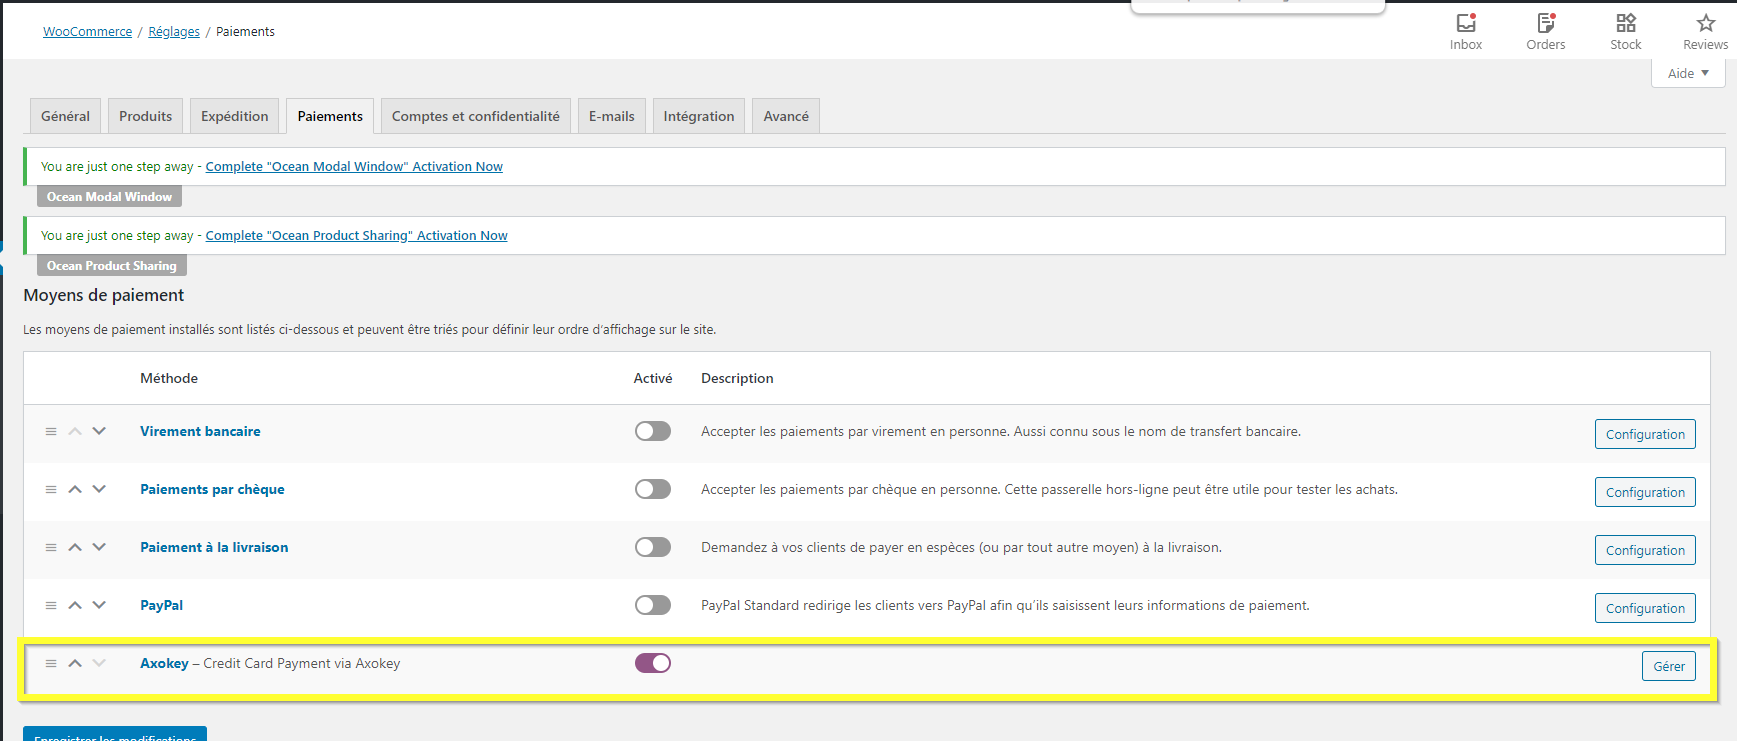 WooCommerce / Réglages / Paiements
Inbox
Orders
Stock
Reviews
Aide
Général
Produits
Expédition
Paiements
Comptes et confidentialité
E-mails
Intégration
Avancé
You are just one step away - Complete "Ocean Modal Window" Activation Now
Ocean Modal Window
You are just one step away - Complete "Ocean Product Sharing" Activation Now
Ocean Product Sharing
Moyens de paiement
Les moyens de paiement installés sont listés ci-dessous et peuvent être triés pour définir leur ordre d’affichage sur le site.
Méthode Activé Description
Virement bancaire Accepter les paiements par virement en personne. Aussi connu sous le nom de transfert bancaire. Configuration
Paiements par chèque Accepter les paiements par chèque en personne. Cette passerelle hors-ligne peut être utile pour tester les achats. Configuration
Paiement à la livraison Demandez à vos clients de payer en espèces (ou par tout autre moyen) à la livraison. Configuration
PayPal PayPal Standard redirige les clients vers PayPal afin qu’ils saisissent leurs informations de paiement. Configuration
Axokey – Credit Card Payment via Axokey Gérer
Enregistrer les modifications